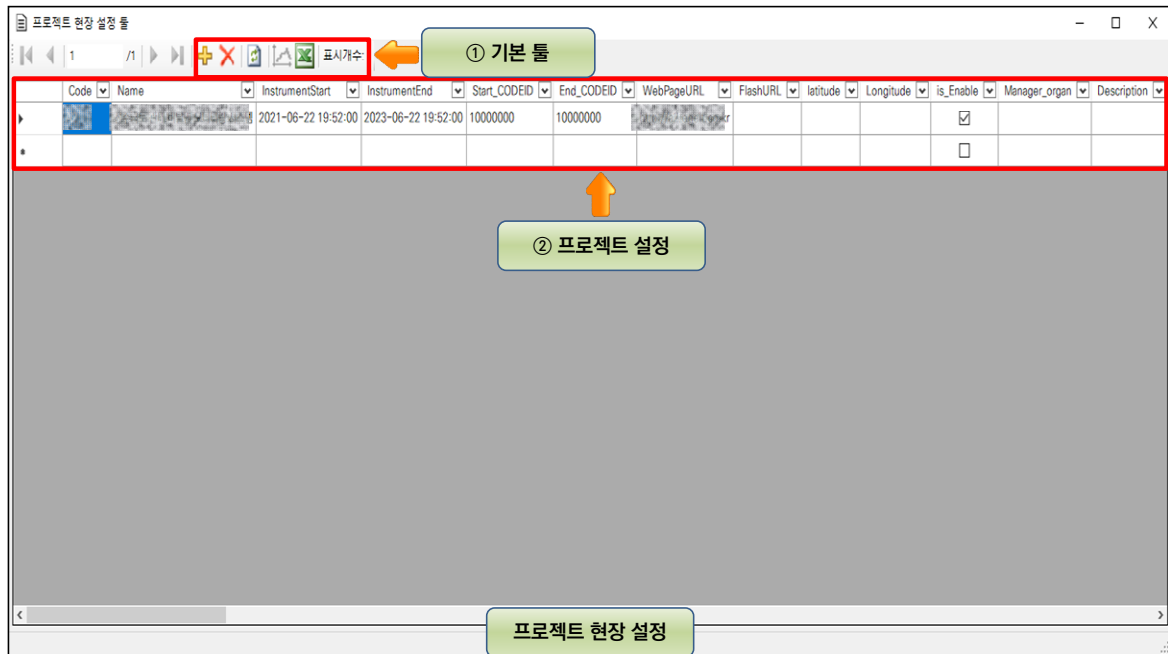 프로젝트 현장 설정 툴
1 /1 표시개수: ① 기본 툴
Code Name InstrumentStart InstrumentEnd Start_CODEID End_CODEID WebPageURL FlashURL latitude Longitude is_Enable Manager_organ Description
2021-06-22 19:52:00 2023-06-22 19:52:00 10000000 10000000
② 프로젝트 설정
프로젝트 현장 설정